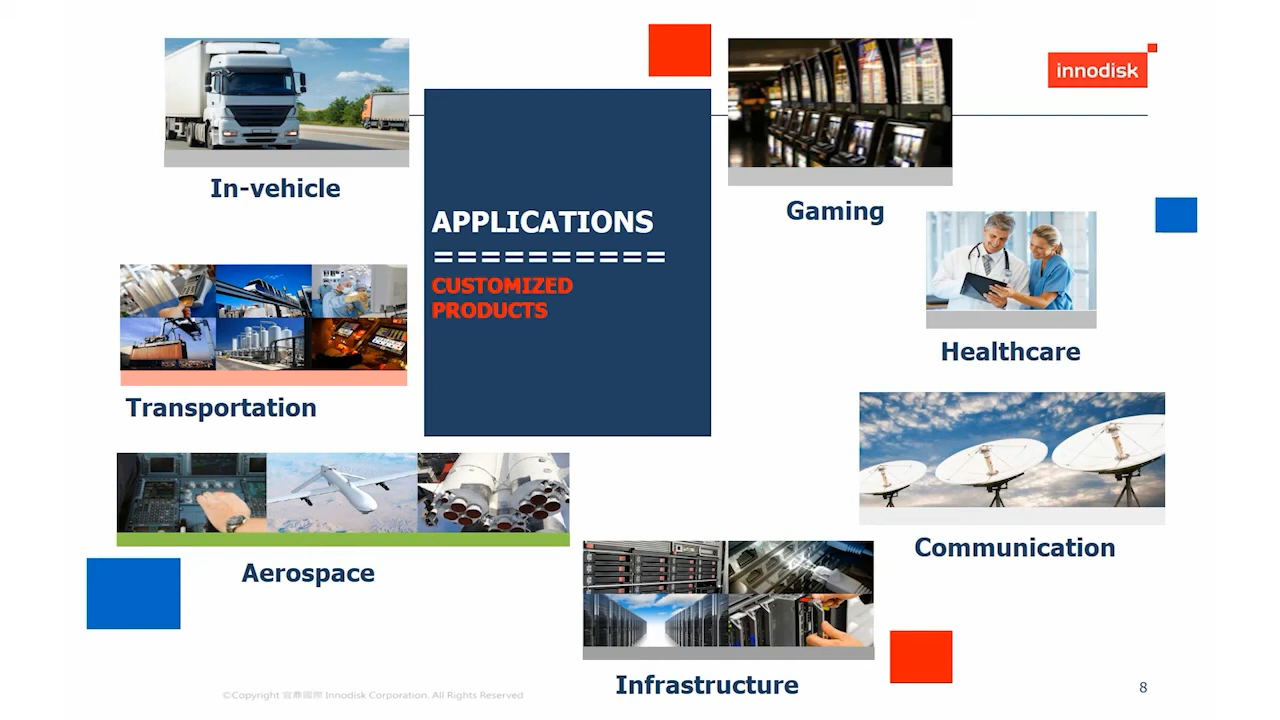 innodisk
In-vehicle
Gaming
APPLICATIONS
==========
CUSTOMIZED
PRODUCTS
Healthcare
Transportation
Communication
Aerospace
Infrastructure
©Copyright 宜鼎國際 Innodisk Corporation. All Rights Reserved
8